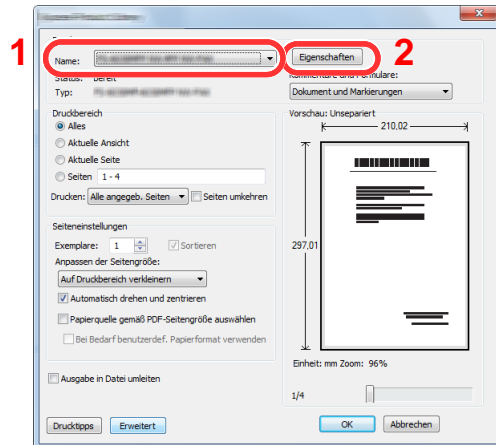 1
2
Name:
Eigenschaften
Status: Bereit
Kommentare und Formulare:
Typ:
Dokument und Markierungen
Druckbereich
Vorschau: Unsepariert
Alles
210,02
Aktuelle Ansicht
Aktuelle Seite
Seiten 1 - 4
Drucken: Alle angegeb. Seiten Seiten umkehren
Seiteneinstellungen
Exemplare: 1 Sortieren
297,01
Anpassen der Seitengröße:
Auf Druckbereich verkleinern
Automatisch drehen und zentrieren
Papierquelle gemäß PDF-Seitengröße auswählen
Bei Bedarf benutzerdef. Papierformat verwenden
Einheit: mm Zoom: 96%
Ausgabe in Datei umleiten
1/4
Drucktipps Erweitert OK Abbrechen